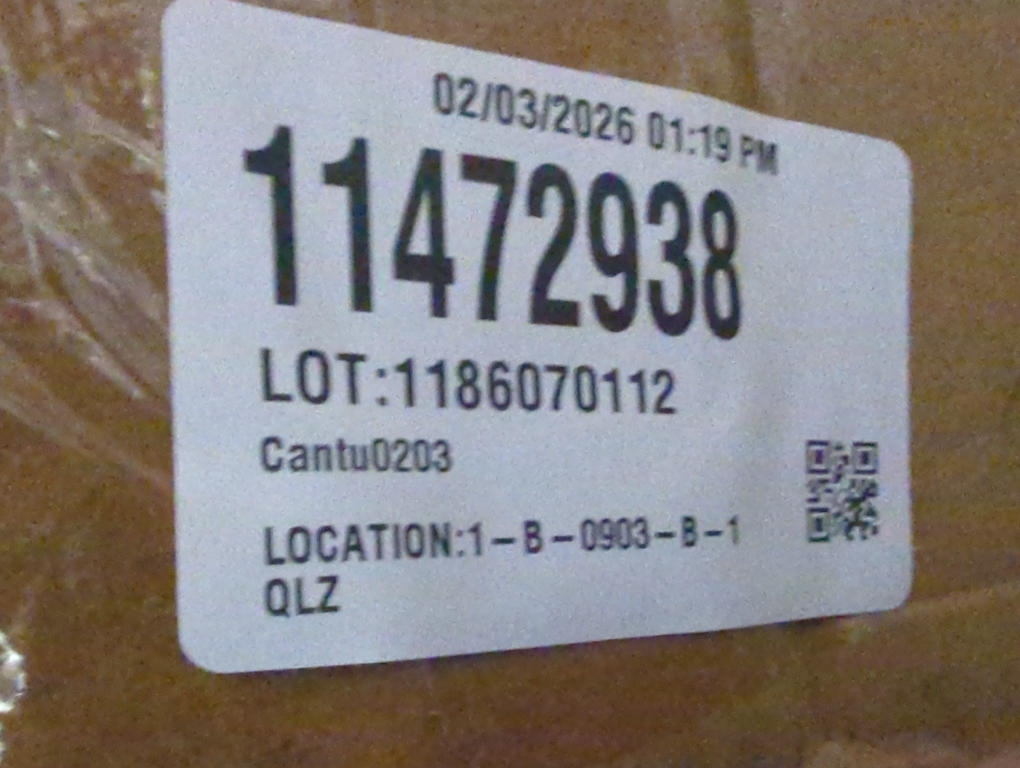 02/03/2026 01:19 PM
11472938
LOT:1186070112
Cantu0203
LOCATION:1-B-0903-B-1
QLZ